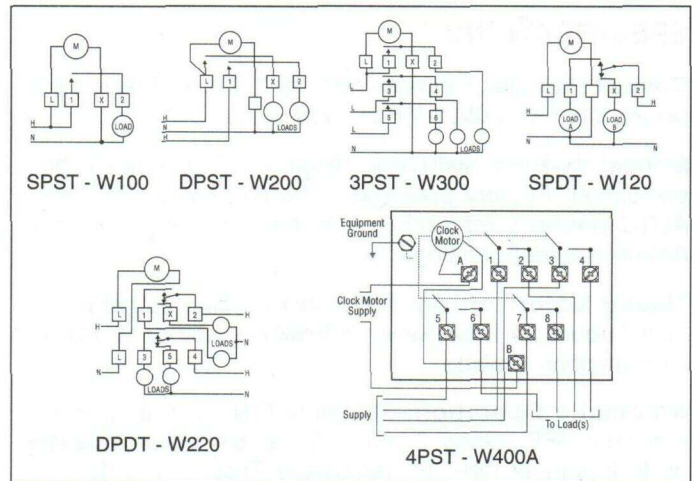 M
L 1 X 2
LOAD
H
N
SPST - W100
M
L 1 X 2
H
H
N
LOADS
DPST - W200
M
L 1 X 2
L 3 4
L 5 6
H
N
LOADS
3PST - W300
M
L 1 X 2
H
LOAD A
LOAD B
H
N
SPDT - W120
M
L 1 X 2
H
H
LOADS
N
L 3 5 4
N
H
LOADS
N
DPDT - W220
Equipment
Ground
Clock
Motor
A 1 2 3 4
Clock Motor
Supply
5 6 7 8
B
Supply
To Load(s)
4PST - W400A